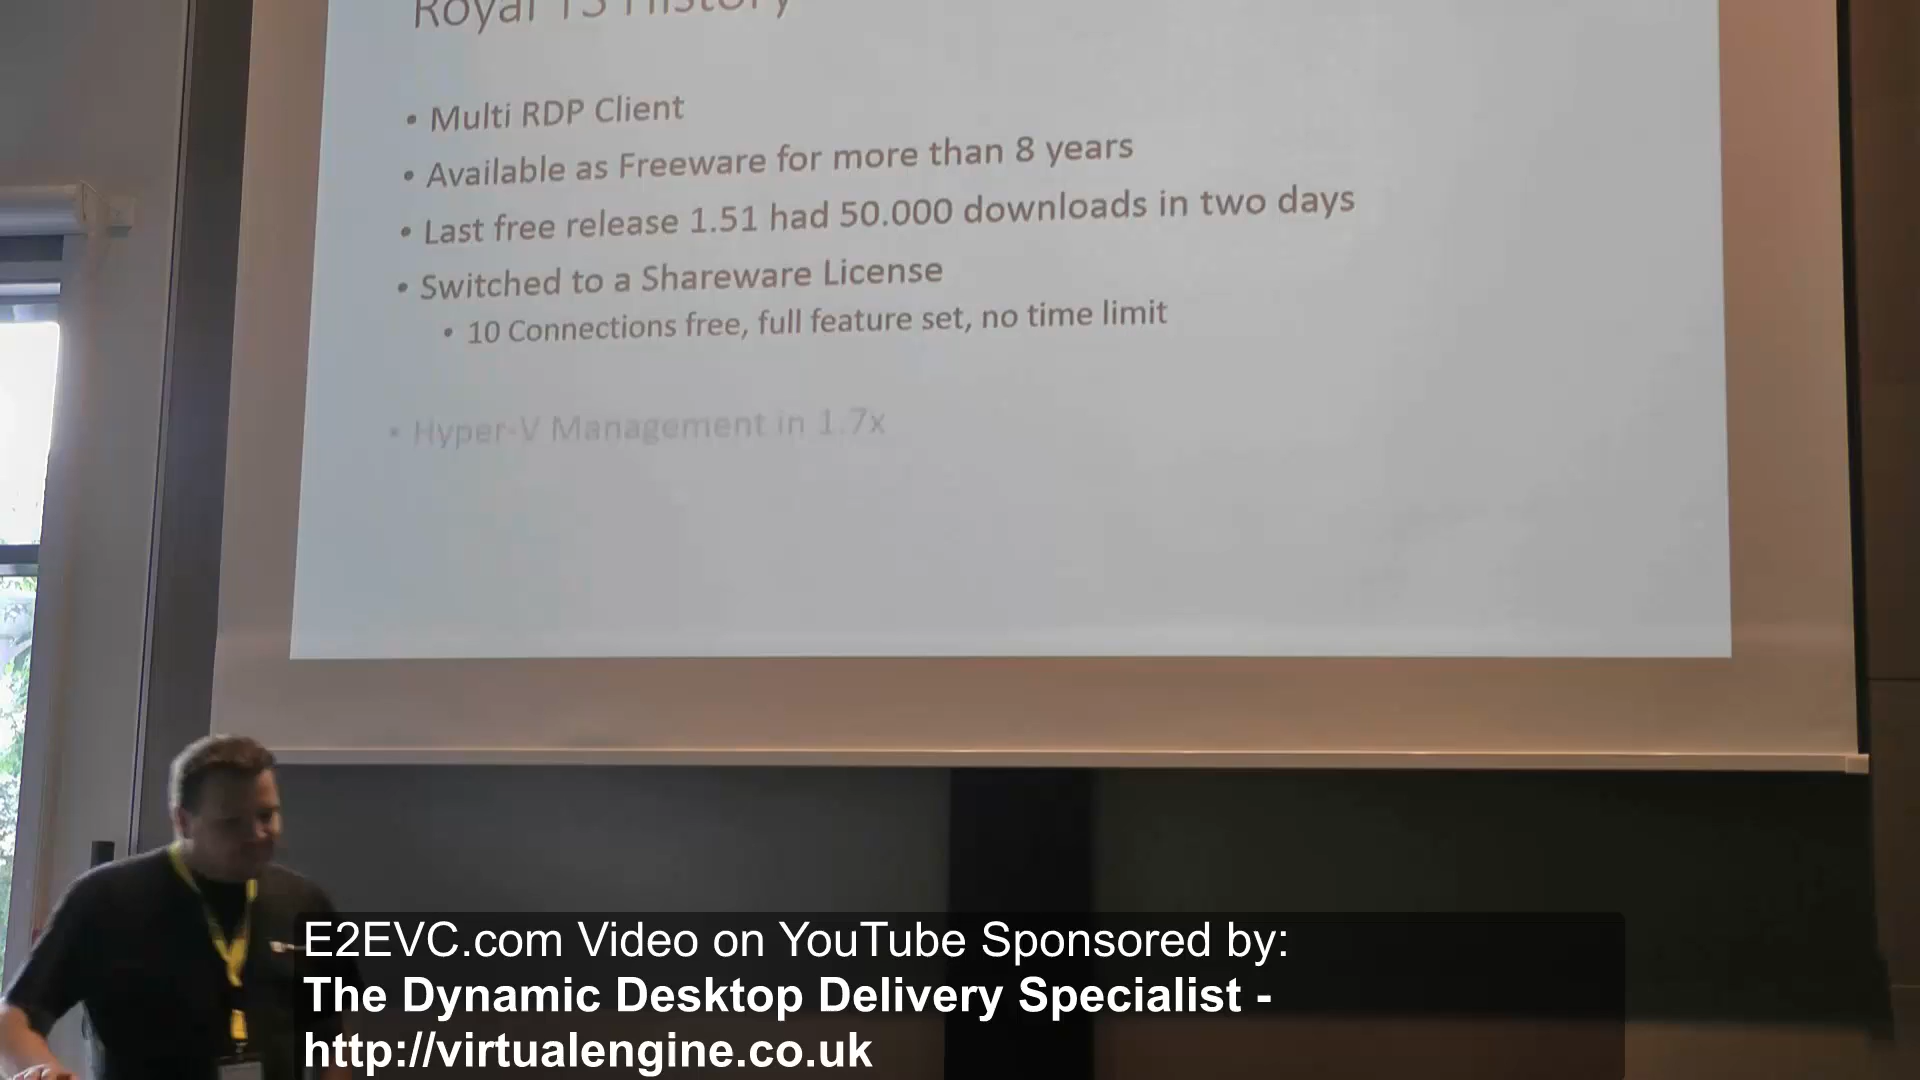 Royal TS History
• Multi RDP Client
• Available as Freeware for more than 8 years
• Last free release 1.51 had 50.000 downloads in two days
• Switched to a Shareware License
• 10 Connections free, full feature set, no time limit
• Hyper-V Management in 1.7x
E2EVC.com Video on YouTube Sponsored by:
The Dynamic Desktop Delivery Specialist -
http://virtualengine.co.uk